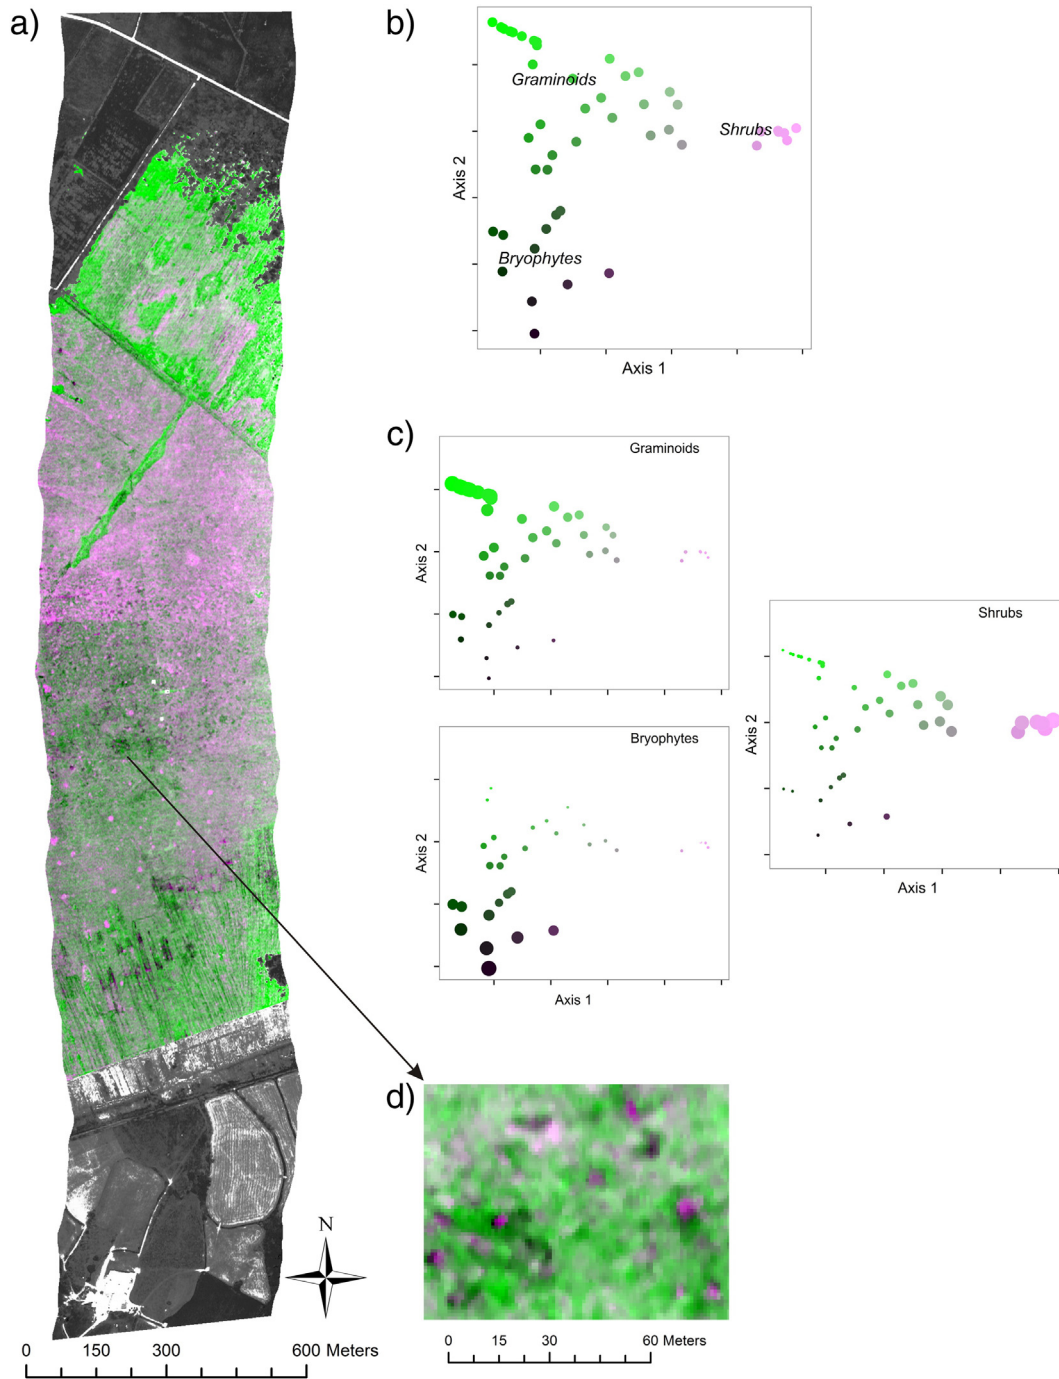 a)
b)
Graminoids
Shrubs
Bryophytes
Axis 2
Axis 1
c)
Graminoids
Axis 2
Shrubs
Axis 2
Axis 1
Bryophytes
Axis 2
Axis 1
d)
N
0 150 300 600 Meters
0 15 30 60 Meters